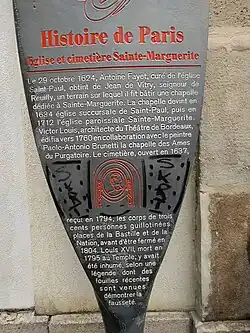 Histoire de Paris
Eglise et cimetière Sainte-Marguerite
Le 29 octobre 1624, Antoine Fayet, curé de l'église
Saint-Paul, obtint de Jean de Vitry, seigneur de
Reuilly, un terrain sur lequel il fit bâtir une chapelle
dédiée à Sainte-Marguerite. La chapelle devint en
1634 église succursale de Saint-Paul, puis en
1712 l'église paroissiale Sainte-Marguerite.
Victor Louis, architecte du Théâtre de Bordeaux,
édifia vers 1760 en collaboration avec le peintre
Paolo-Antonio Brunetti la chapelle des Ames
du Purgatoire. Le cimetière, ouvert en 1637,
reçut en 1794, les corps de trois
cents personnes guillotinées
places de la Bastille et de la
Nation, avant d'être fermé en
1804. Louis XVII, mort en
1795 au Temple, y avait
été inhumé, selon une
légende dont des
fouilles récentes
sont venues
démontrer la
fausseté...